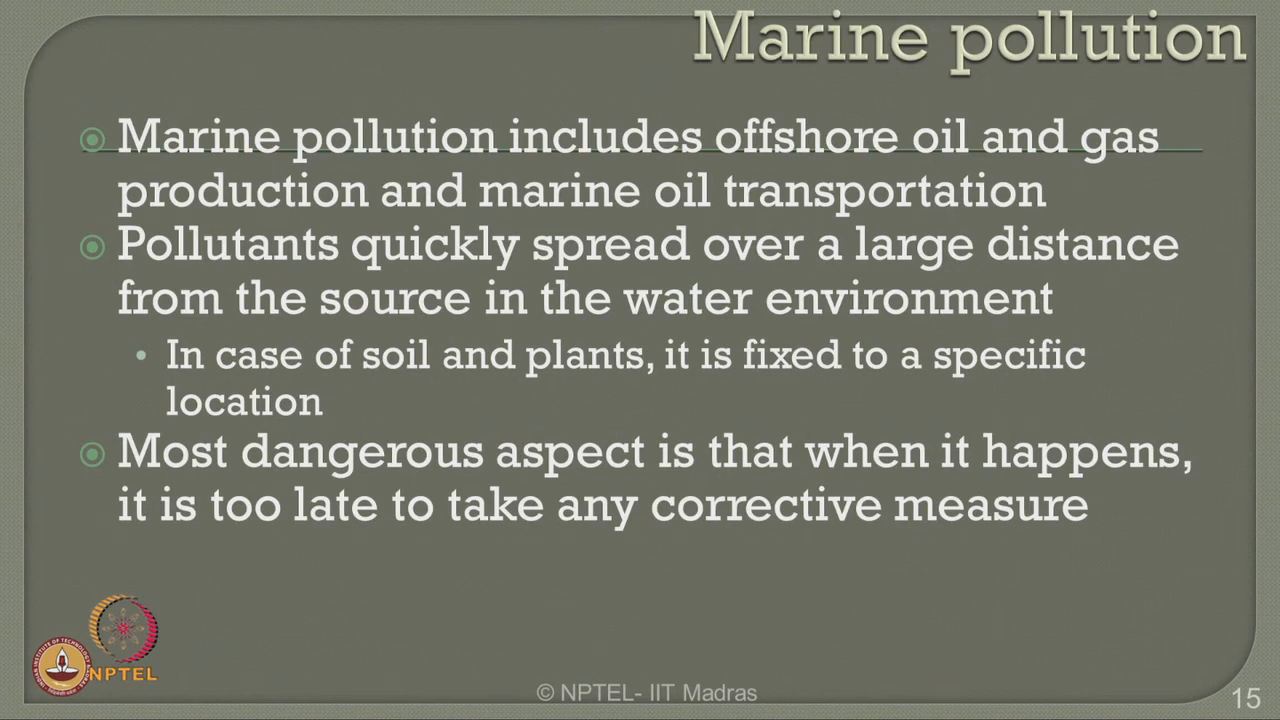 Marine pollution
Marine pollution includes offshore oil and gas
production and marine oil transportation
Pollutants quickly spread over a large distance
from the source in the water environment
In case of soil and plants, it is fixed to a specific
location
Most dangerous aspect is that when it happens,
it is too late to take any corrective measure
NPTEL
© NPTEL- IIT Madras
15